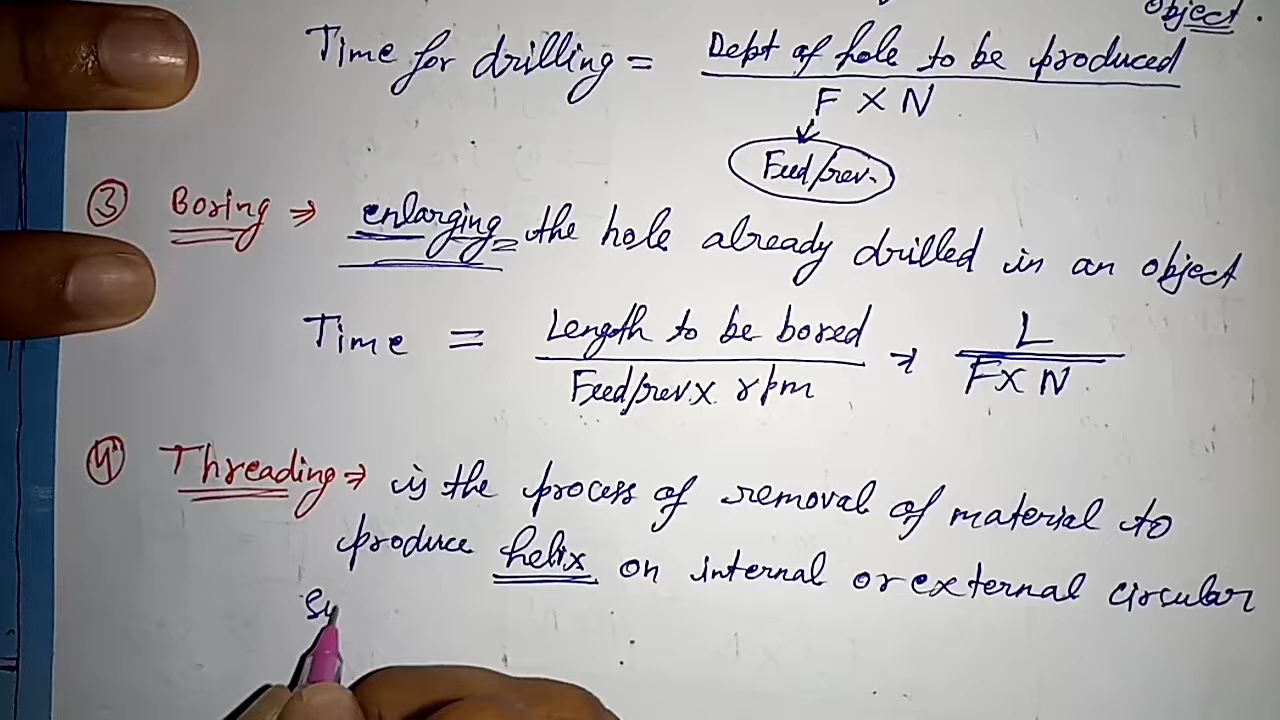 object.
Time for drilling = Dept of hole to be produced
F X N
Feed/rev.
③ Boring ⇒ enlarging the hole already drilled in an object
Time = Length to be bored → L
Feed/rev. X rpm F X N
④ Threading ⇒ is the process of removal of material to
produce helix on internal or external circular
su